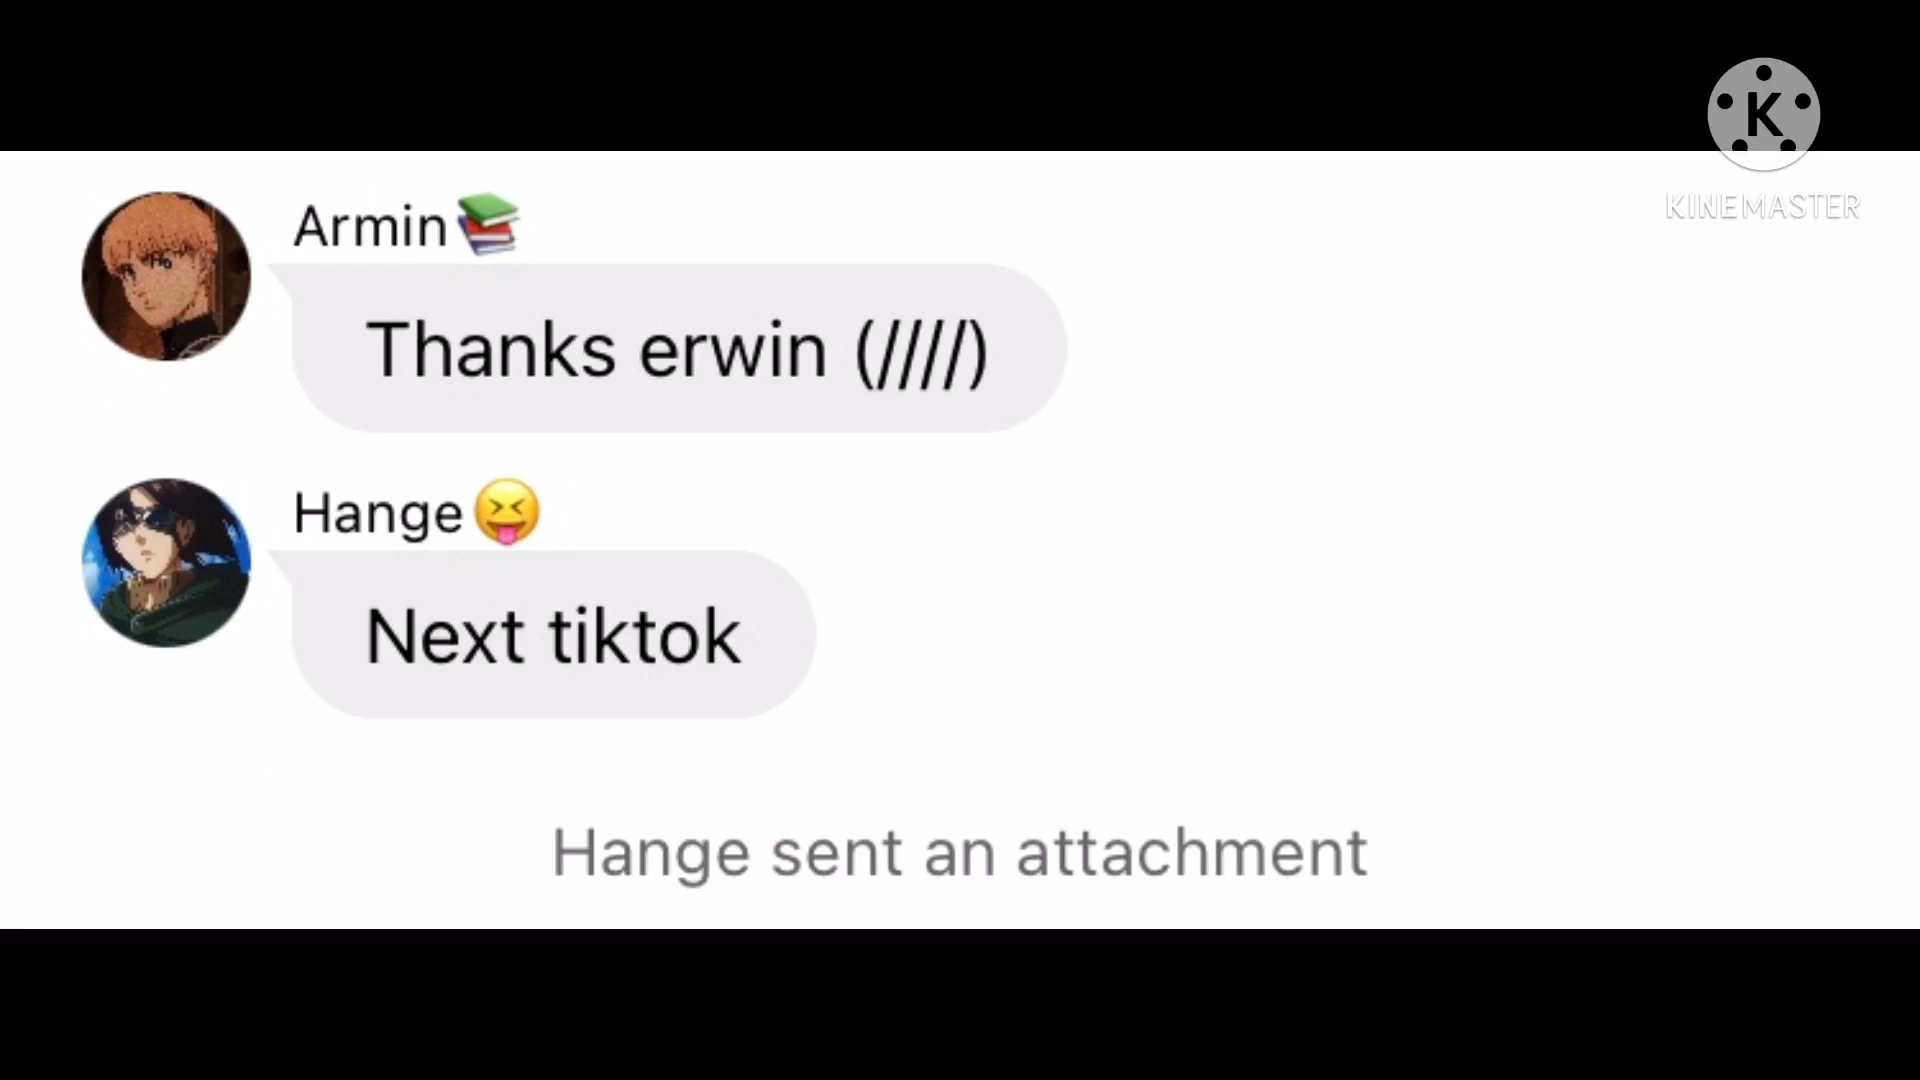 K
KINEMASTER
Armin📚
Thanks erwin (////)
Hange😝
Next tiktok
Hange sent an attachment